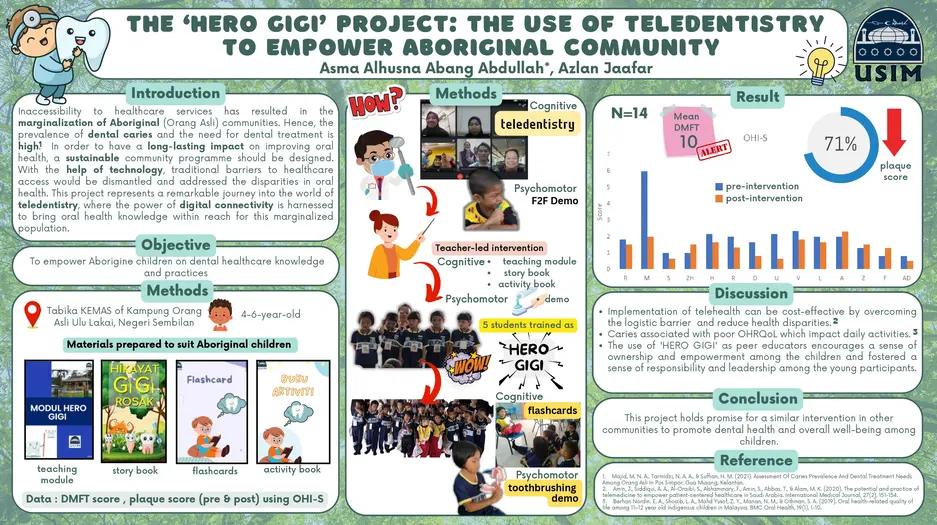 THE ‘HERO GIGI’ PROJECT: THE USE OF TELEDENTISTRY
TO EMPOWER ABORIGINAL COMMUNITY
Asma Alhusna Abang Abdullah*, Azlan Jaafar
USIM
Introduction
Inaccessibility to healthcare services has resulted in the
marginalization of Aboriginal (Orang Asli) communities. Hence, the
prevalence of dental caries and the need for dental treatment is
high.1 In order to have a long-lasting impact on improving oral
health, a sustainable community programme should be designed.
With the help of technology, traditional barriers to healthcare
access would be dismantled and addressed the disparities in oral
health. This project represents a remarkable journey into the world of
teledentistry, where the power of digital connectivity is harnessed
to bring oral health knowledge within reach for this marginalized
population.
Objective
To empower Aborigine children on dental healthcare knowledge
and practices
Methods
Tabika KEMAS of Kampung Orang
Asli Ulu Lakai, Negeri Sembilan
4-6-year-old
Materials prepared to suit Aboriginal children
MODUL HERO
GIGI
HIKAYAT
GIGI
ROSAK
Flashcard
BUKU
AKTIVITI
teaching
module
story book
flashcards
activity book
Data : DMFT score , plaque score (pre & post) using OHI-S
Methods
HOW?
Cognitive
teledentistry
Psychomotor
F2F Demo
Teacher-led intervention
Cognitive
• teaching module
• story book
• activity book
Psychomotor
demo
5 students trained as
WOW!
HERO
GIGI
Cognitive
flashcards
Psychomotor
toothbrushing
demo
Result
N=14
Mean
DMFT
10
ALERT
OHI-S
71%
plaque
score
pre-intervention
post-intervention
Score
7
6
5
4
3
2
1
0
R M S ZH H R D U U V L A Z F AD
Discussion
• Implementation of telehealth can be cost-effective by overcoming
the logistic barrier and reduce health disparities. 2
• Caries associated with poor OHRQoL which impact daily activities. 3
• The use of 'HERO GIGI' as peer educators encourages a sense of
ownership and empowerment among the children and fostered a
sense of responsibility and leadership among the young participants.
Conclusion
This project holds promise for a similar intervention in other
communities to promote dental health and overall well-being among
children.
Reference
1. Majid, M. N. A., Tarmidzi, N. A. A., & Suffian, H. M. (2021). Assessment Of Caries Prevalence And Dental Treatment Needs
Among Orang Asli In Pos Simpor, Gua Musang, Kelantan.
2. Amin, J., Siddiqui, A. A., Al-Oraibi, S., Alshammary, F., Amin, S., Abbas, T., & Alam, M. K. (2020). The potential and practice of
telemedicine to empower patient-centered healthcare in Saudi Arabia. International Medical Journal, 27(2), 151-154.
3. Berhan Nordin, E. A., Shoaib, L. A., Mohd Yusof, Z. Y., Manan, N. M., & Othman, S. A. (2019). Oral health-related quality of
life among 11–12 year old indigenous children in Malaysia. BMC Oral Health, 19(1), 1-10.